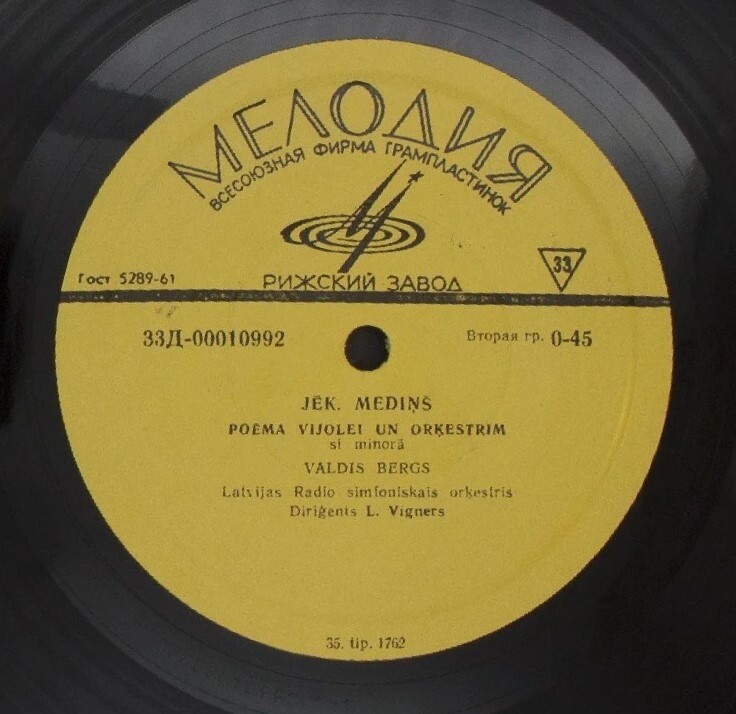 МЕЛОДИЯ
ВСЕСОЮЗНАЯ ФИРМА ГРАМПЛАСТИНОК
Гост 5289-61
РИЖСКИЙ ЗАВОД
33
33Д-00010992
Вторая гр. 0-45
JĒK. MEDIŅŠ
POĒMA VIJOLEI UN ORĶESTRIM
si minorā
VALDIS BERGS
Latvijas Radio simfoniskais orķestris
Diriģents L. Vigners
35. tip. 1762